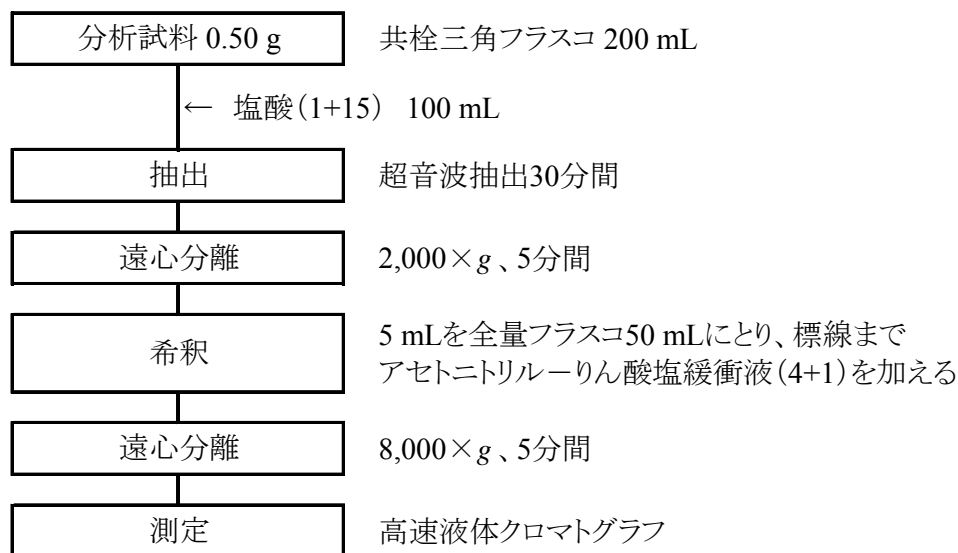 分析試料 0.50 g 共栓三角フラスコ 200 mL
← 塩酸（1+15） 100 mL
抽出 超音波抽出30分間
遠心分離 2,000×g 、5分間
希釈 5 mLを全量フラスコ50 mLにとり、標線まで
アセトニトリル－りん酸塩緩衝液（4+1）を加える
遠心分離 8,000×g 、5分間
測定 高速液体クロマトグラフ